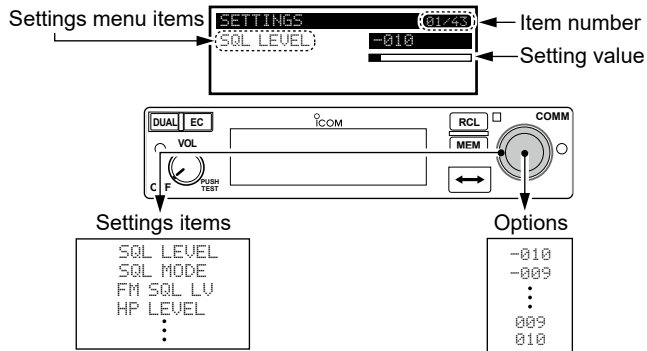 Settings menu items
SETTINGS
01/43
Item number
SQL LEVEL
-010
Setting value
DUAL
EC
ICOM
RCL
COMM
VOL
MEM
OFF
PUSH
TEST
Settings items
Options
SQL LEVEL
SQL MODE
FM SQL LV
HP LEVEL
-010
-009
009
010